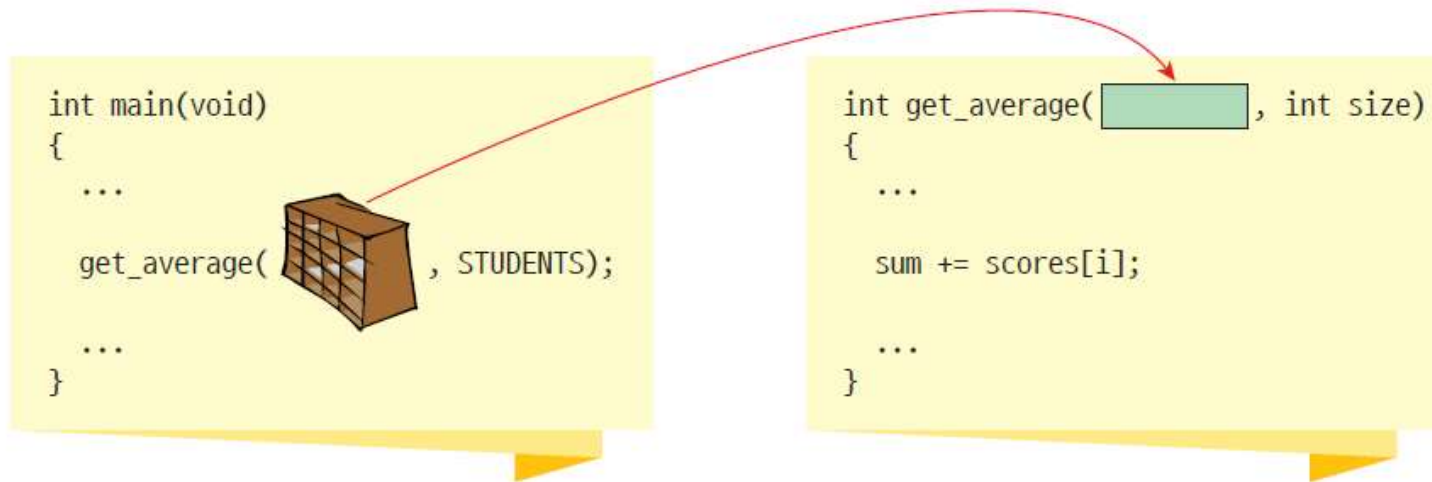 int main(void)
{
...
get_average( , STUDENTS);
...
}
int get_average( , int size)
{
...
sum += scores[i];
...
}